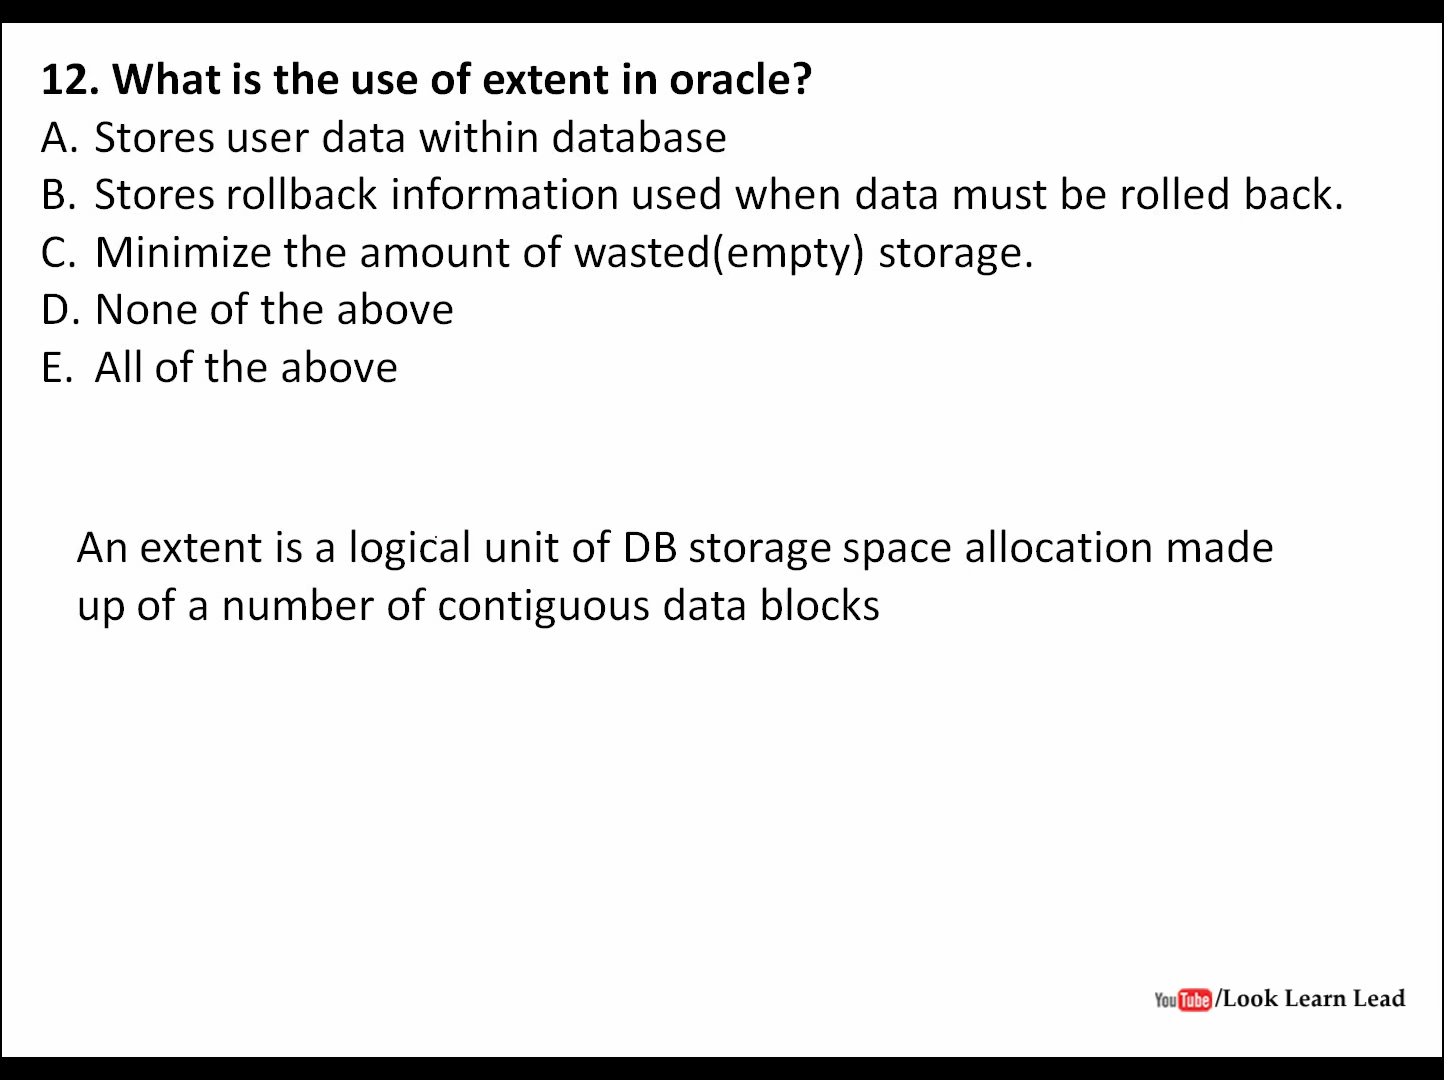 12. What is the use of extent in oracle?
A. Stores user data within database
B. Stores rollback information used when data must be rolled back.
C. Minimize the amount of wasted(empty) storage.
D. None of the above
E. All of the above
An extent is a logical unit of DB storage space allocation made
up of a number of contiguous data blocks
YouTube/Look Learn Lead